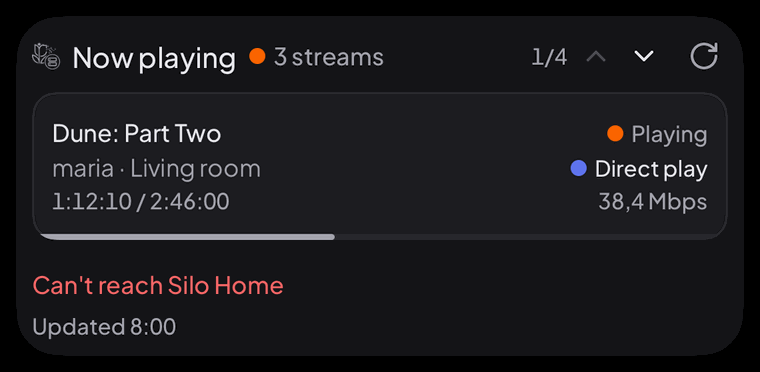 Now playing 3 streams 1/4
Dune: Part Two Playing
maria · Living room Direct play
1:12:10 / 2:46:00 38,4 Mbps
Can't reach Silo Home
Updated 8:00